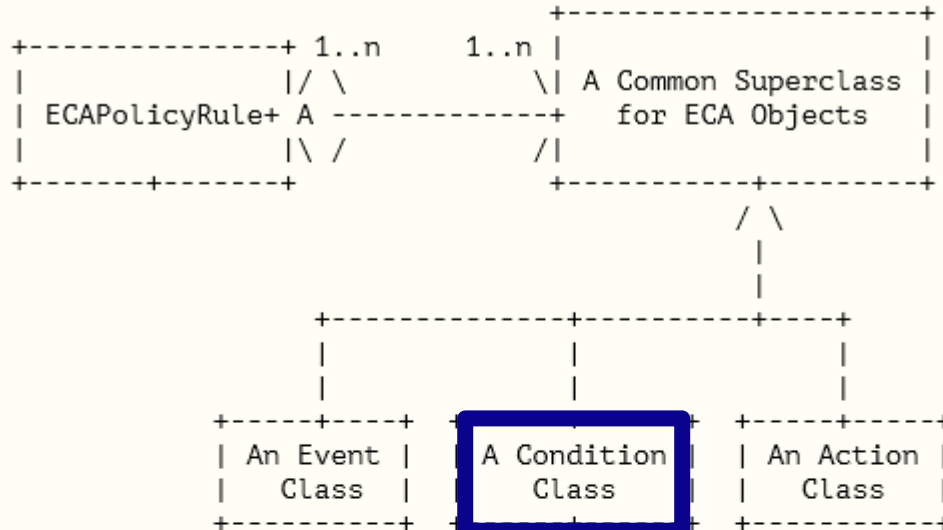 1..n 1..n
A Common Superclass
ECAPolicyRule+ A for ECA Objects
An Event A Condition An Action
Class Class Class